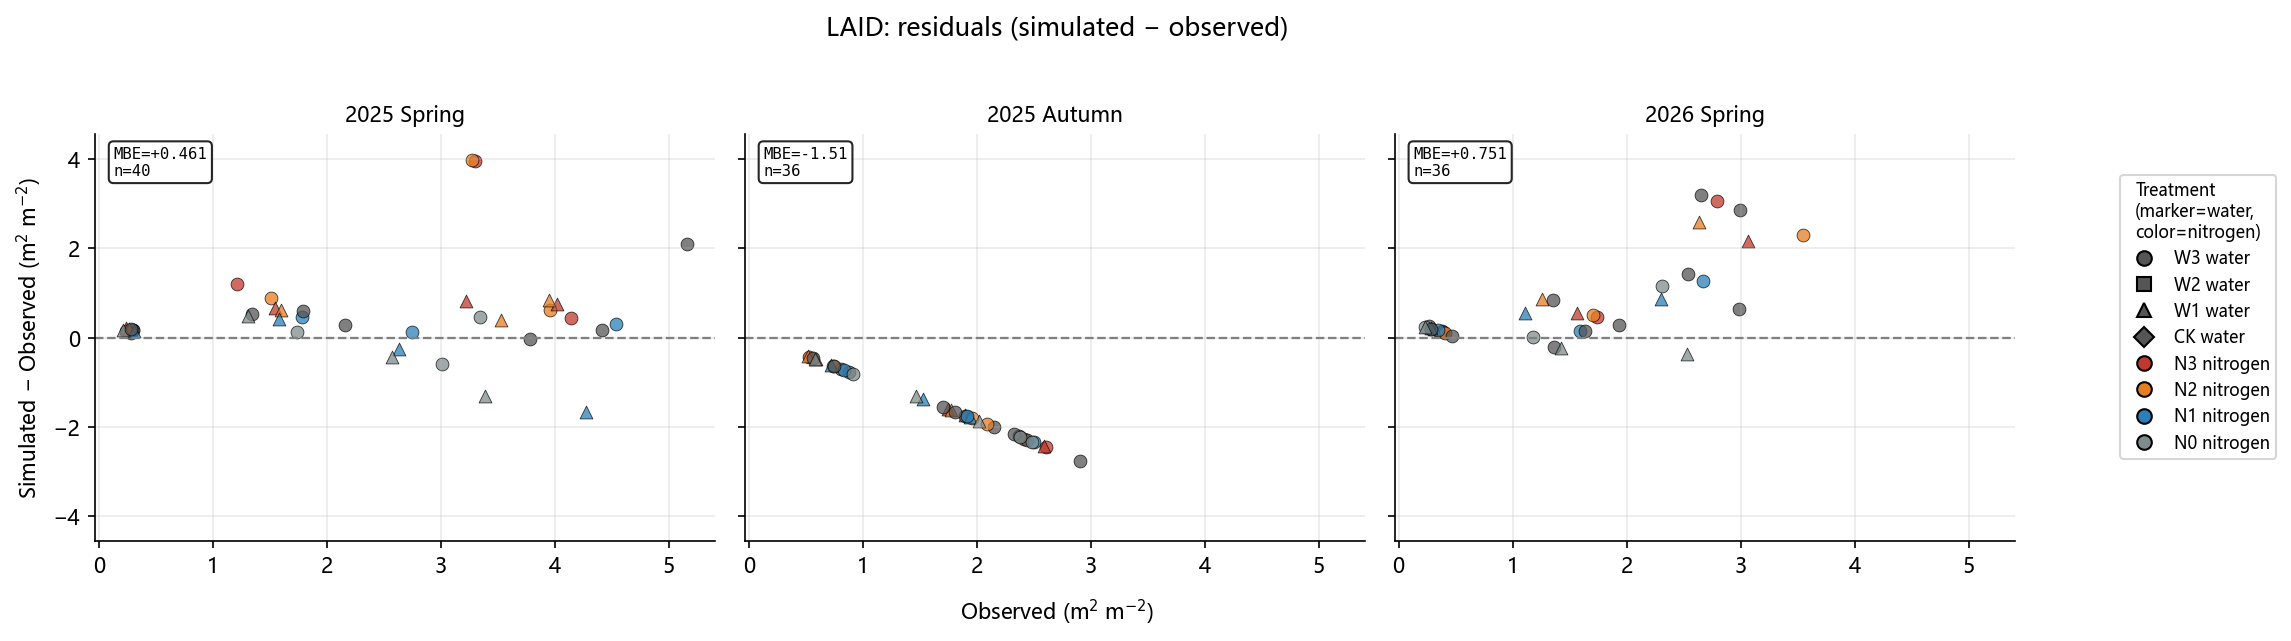 LAID: residuals (simulated − observed)
2025 Spring
2025 Autumn
2026 Spring
MBE=+0.461
n=40
MBE=-1.51
n=36
MBE=+0.751
n=36
Simulated − Observed (m² m⁻²)
4
2
0
−2
−4
0 1 2 3 4 5
0 1 2 3 4 5
0 1 2 3 4 5
Observed (m² m⁻²)
Treatment
(marker=water,
color=nitrogen)
W3 water
W2 water
W1 water
CK water
N3 nitrogen
N2 nitrogen
N1 nitrogen
N0 nitrogen